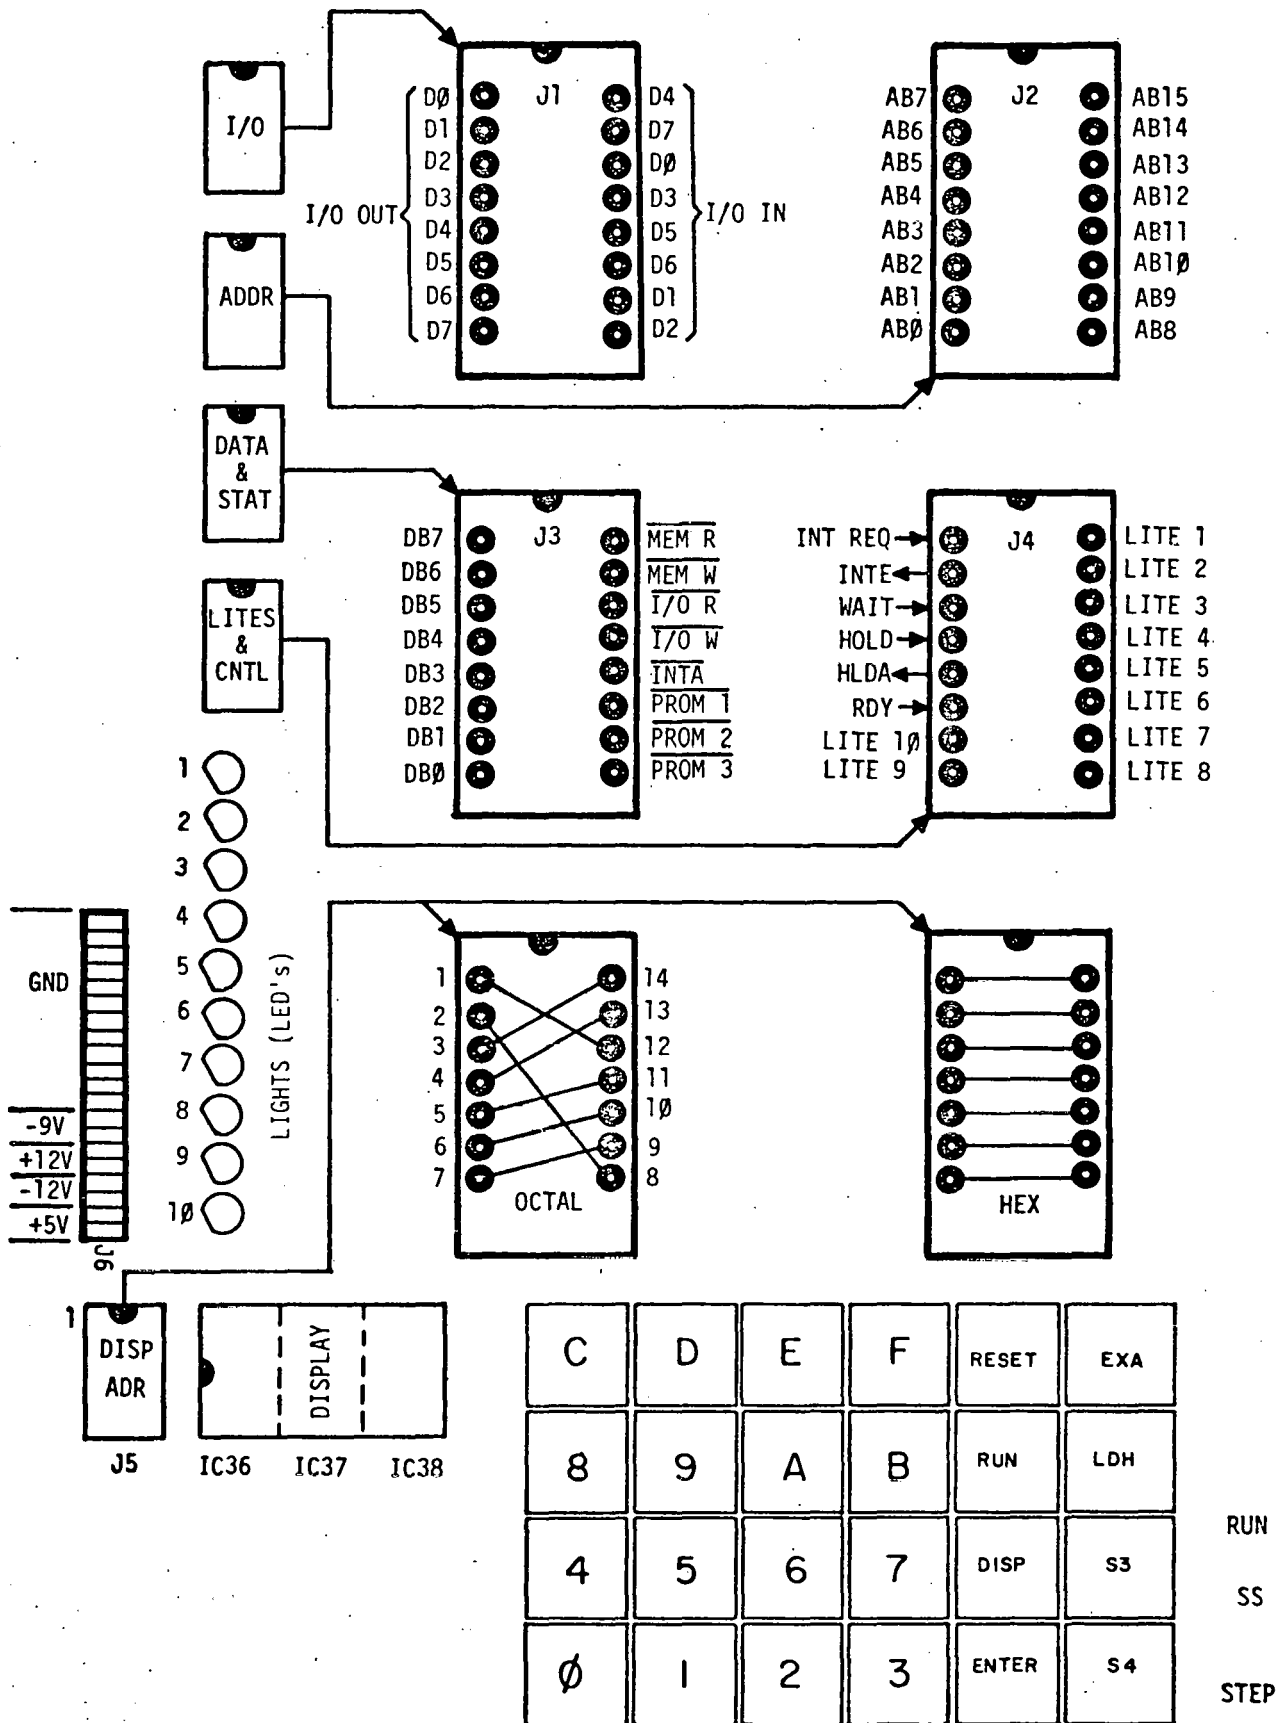 I/O
ADDR
DATA
&
STAT
LITES
&
CNTL
J1
I/O OUT
DØ
D1
D2
D3
D4
D5
D6
D7
D4
D7
DØ
D3
D5
D6
D1
D2
I/O IN
J2
AB7
AB6
AB5
AB4
AB3
AB2
AB1
ABØ
AB15
AB14
AB13
AB12
AB11
AB1Ø
AB9
AB8
J3
DB7
DB6
DB5
DB4
DB3
DB2
DB1
DBØ
MEM R
MEM W
I/O R
I/O W
INTA
PROM 1
PROM 2
PROM 3
J4
INT REQ
INTE
WAIT
HOLD
HLDA
RDY
LITE 1Ø
LITE 9
LITE 1
LITE 2
LITE 3
LITE 4
LITE 5
LITE 6
LITE 7
LITE 8
1
2
3
4
5
6
7
8
9
1Ø
LIGHTS (LED's)
GND
-9V
+12V
-12V
+5V
J6
1
2
3
4
5
6
7
14
13
12
11
1Ø
9
8
OCTAL
HEX
1
DISP
ADR
J5
DISPLAY
IC36 IC37 IC38
C D E F RESET EXA
8 9 A B RUN LDH
4 5 6 7 DISP S3
Ø 1 2 3 ENTER S4
RUN
SS
STEP